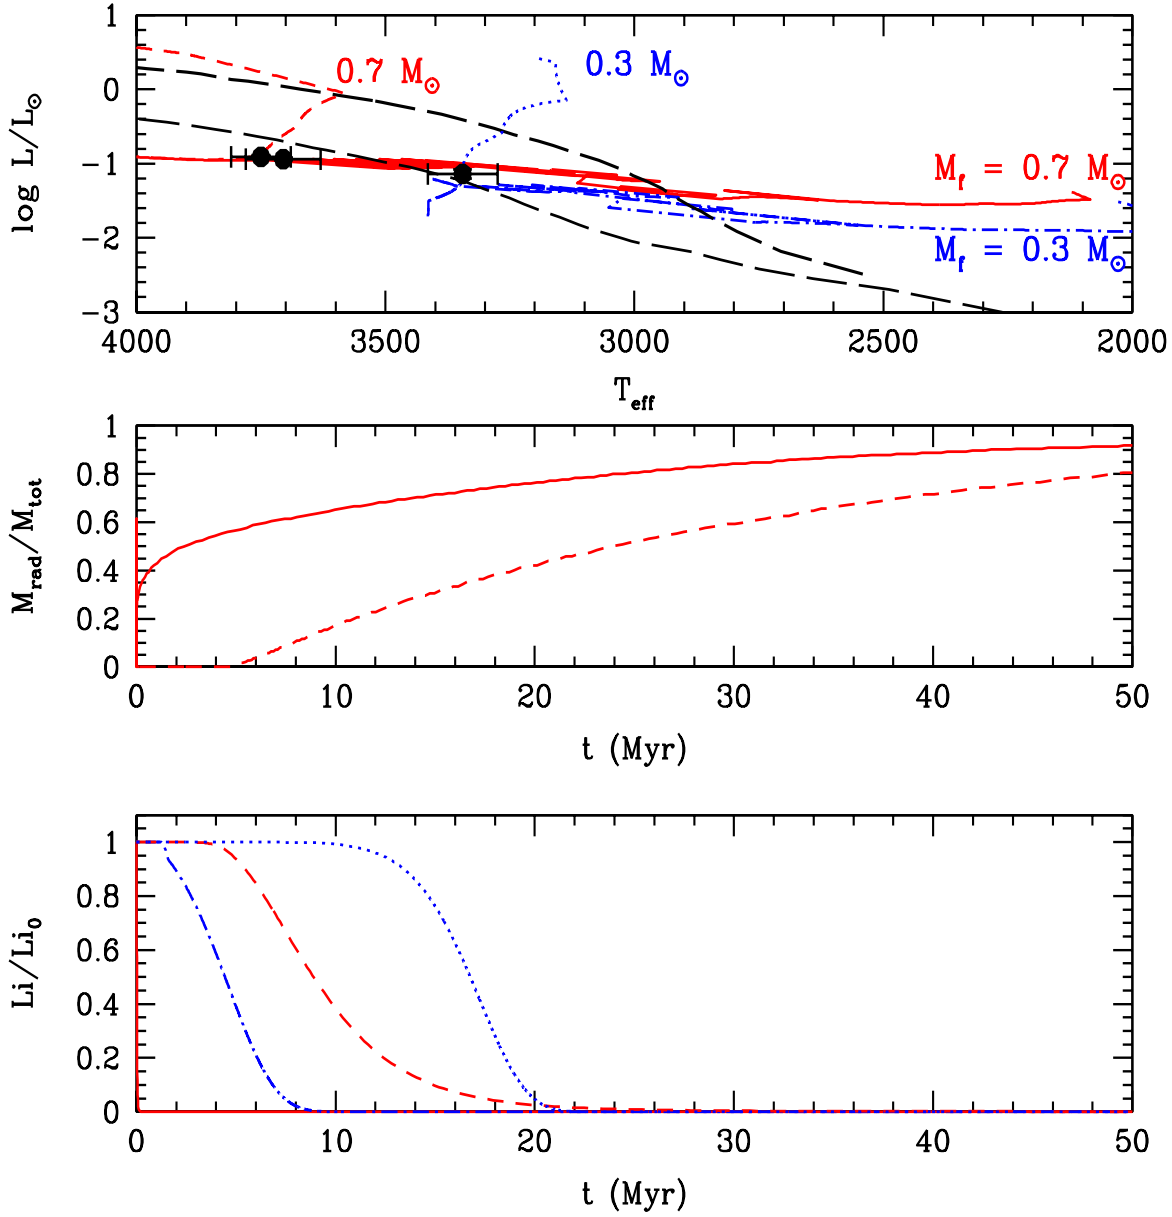 1
0.7 M⊙
0.3 M⊙
0
log L/L⊙
-1
M_f = 0.7 M⊙
-2
M_f = 0.3 M⊙
-3
4000 3500 3000 2500 2000
T_eff
1
0.8
0.6
M_rad/M_tot
0.4
0.2
0
0 10 20 30 40 50
t (Myr)
1
0.8
0.6
Li/Li_0
0.4
0.2
0
0 10 20 30 40 50
t (Myr)